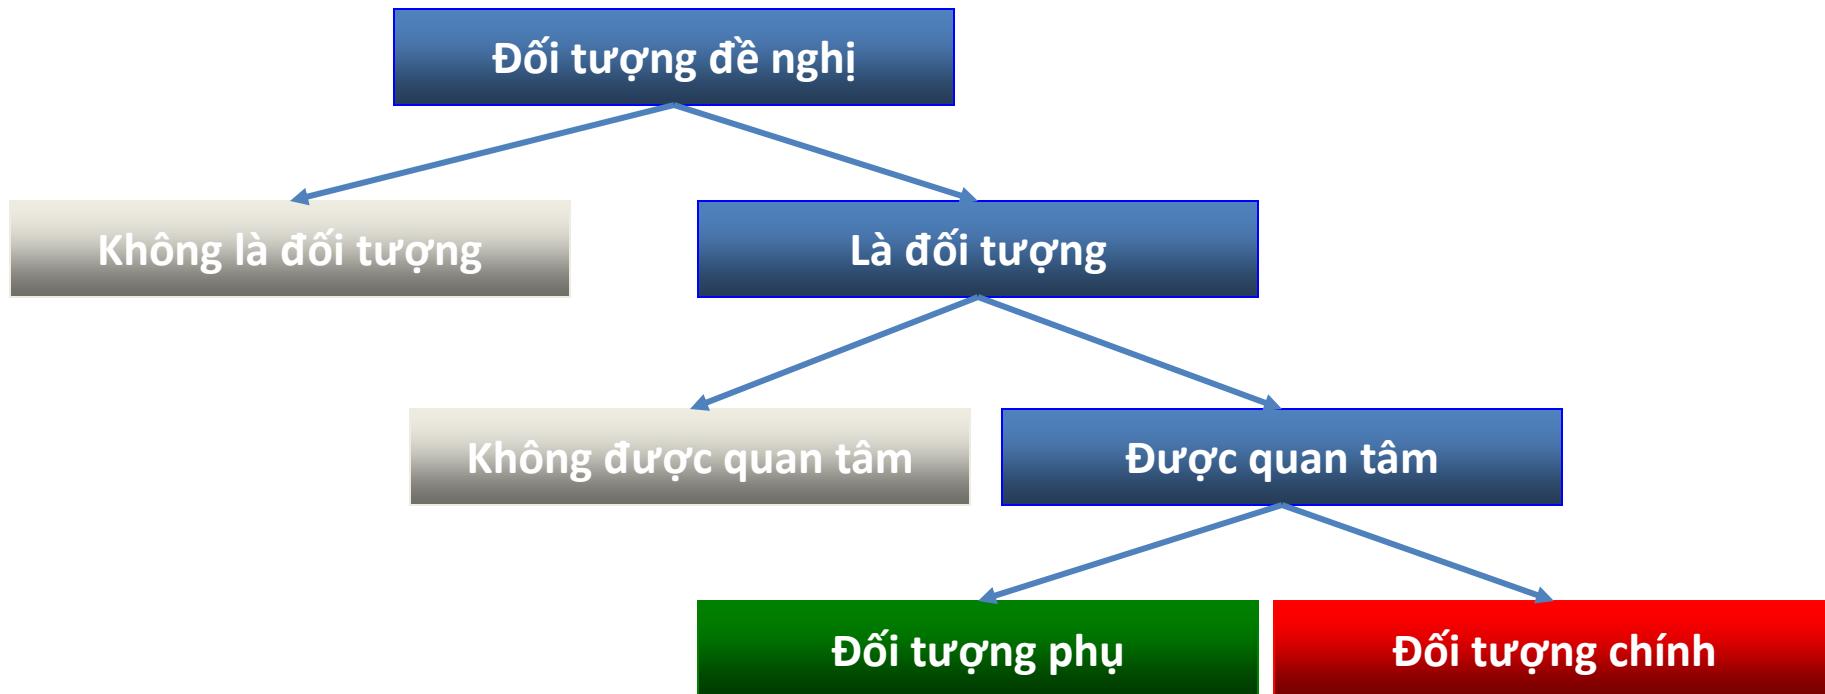 Đối tượng đề nghị
Không là đối tượng
Là đối tượng
Không được quan tâm
Được quan tâm
Đối tượng phụ
Đối tượng chính